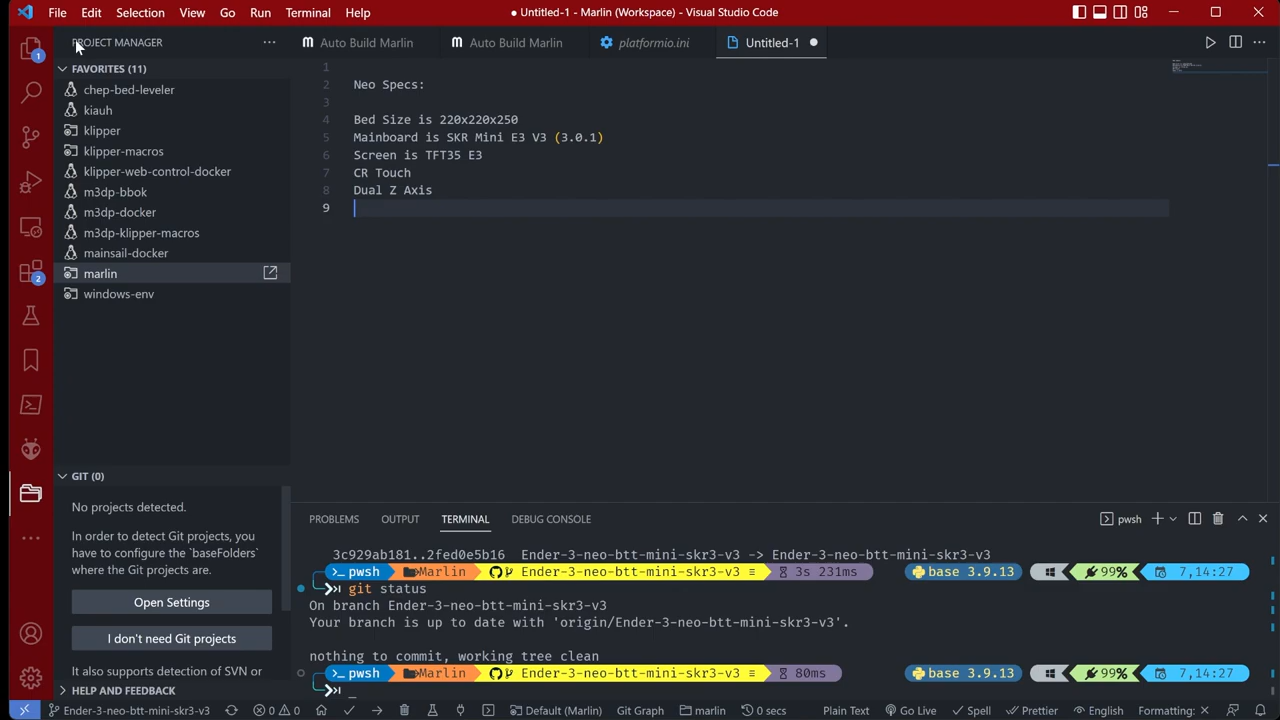 File Edit Selection View Go Run Terminal Help
● Untitled-1 - Marlin (Workspace) - Visual Studio Code
PROJECT MANAGER ...
Auto Build Marlin
Auto Build Marlin
platformio.ini
Untitled-1
FAVORITES (11)
chep-bed-leveler
kiauh
klipper
klipper-macros
klipper-web-control-docker
m3dp-bbok
m3dp-docker
m3dp-klipper-macros
mainsail-docker
marlin
windows-env
1
2 Neo Specs:
3
4 Bed Size is 220x220x250
5 Mainboard is SKR Mini E3 V3 (3.0.1)
6 Screen is TFT35 E3
7 CR Touch
8 Dual Z Axis
9
1
2
GIT (0)
No projects detected.
In order to detect Git projects, you
have to configure the `baseFolders`
where the Git projects are.
Open Settings
I don't need Git projects
It also supports detection of SVN or
HELP AND FEEDBACK
PROBLEMS OUTPUT TERMINAL DEBUG CONSOLE
pwsh
3c929ab181..2fed0e5b16 Ender-3-neo-btt-mini-skr3-v3 -> Ender-3-neo-btt-mini-skr3-v3
>_ pwsh Marlin Ender-3-neo-btt-mini-skr3-v3 ≡ 3s 231ms base 3.9.13 99% 7,14:27
git status
On branch Ender-3-neo-btt-mini-skr3-v3
Your branch is up to date with 'origin/Ender-3-neo-btt-mini-skr3-v3'.
nothing to commit, working tree clean
>_ pwsh Marlin Ender-3-neo-btt-mini-skr3-v3 ≡ 80ms base 3.9.13 99% 7,14:27
Ender-3-neo-btt-mini-skr3-v3 0 0 Default (Marlin) Git Graph marlin 0 secs Plain Text Go Live Spell Prettier English Formatting: ×